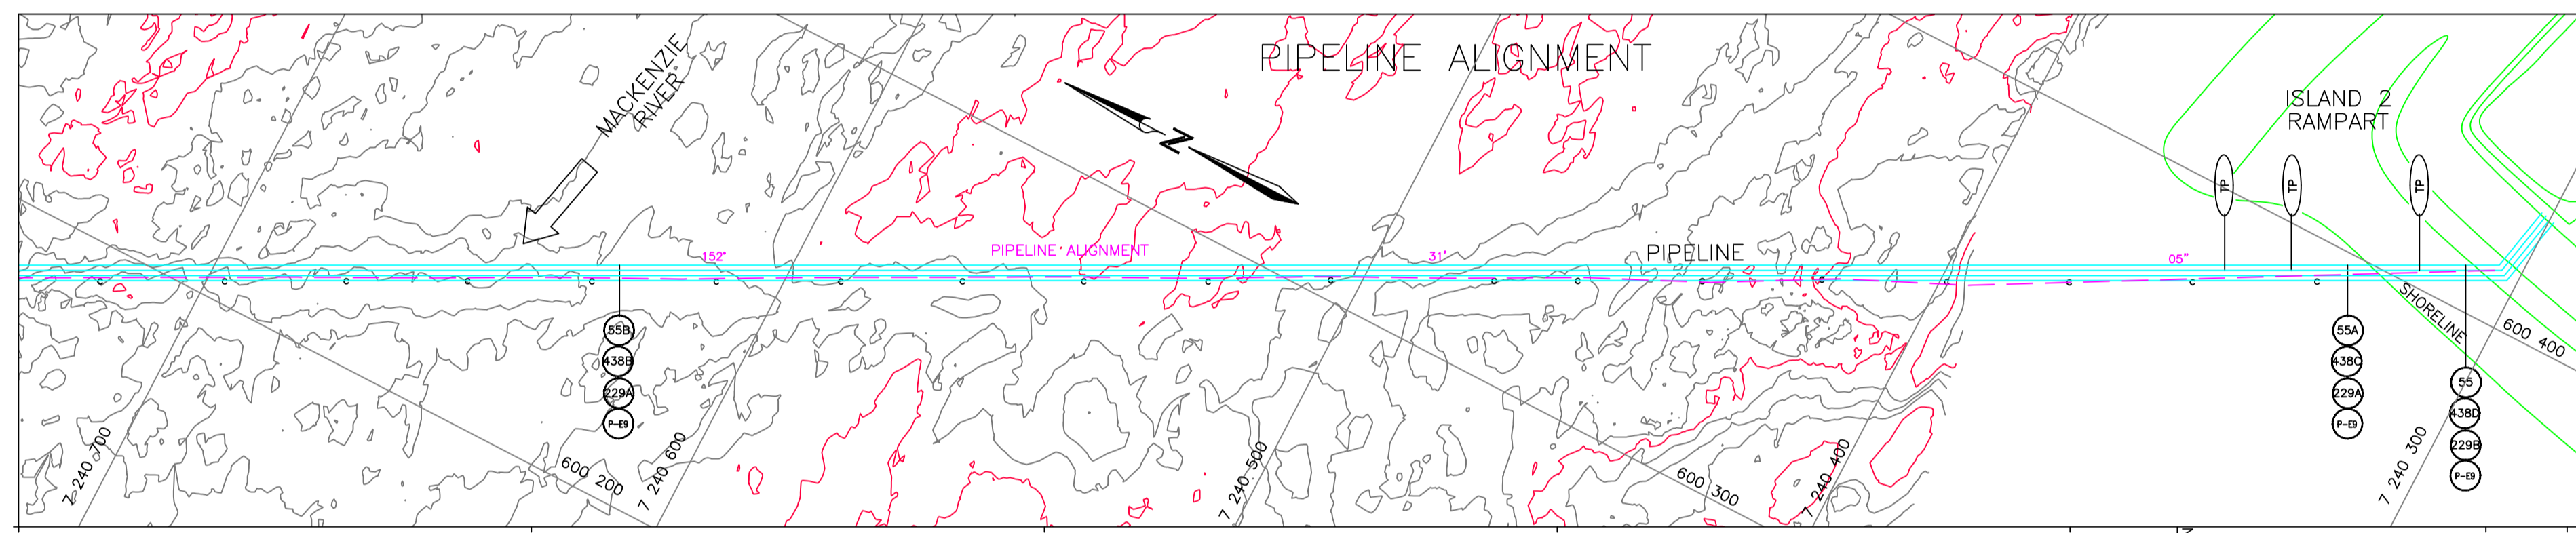 PIPELINE ALIGNMENT
MACKENZIE
RIVER
N
ISLAND 2
RAMPART
TP
TP
TP
152°
PIPELINE ALIGNMENT
31'
PIPELINE
05"
C C C C C C C C C C C C C C C C C C C
SHORELINE
55B
438B
229A
P-E9
55A
438C
229A
P-E9
55
438D
229B
P-E9
7 240 700
600 200
7 240 600
7 240 500
600 300
7 240 400
7 240 300
600 400